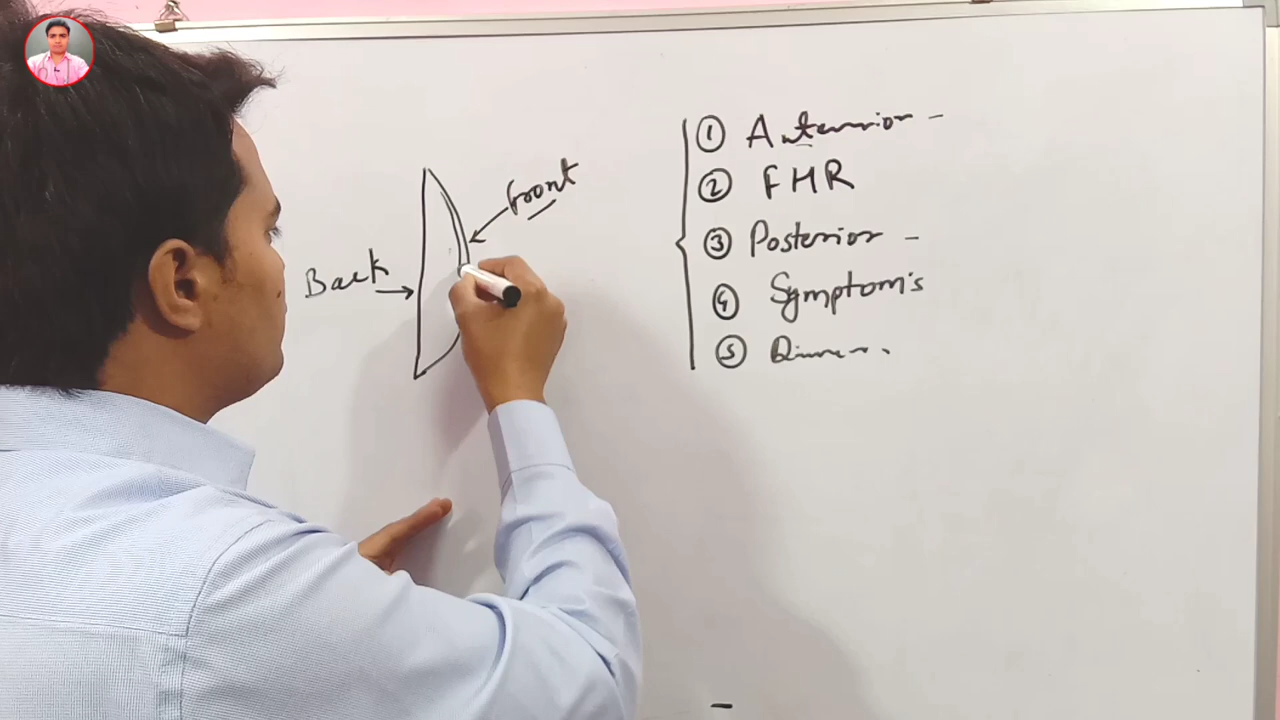 Front
Back
① Anterior -
② FHR
③ Posterior -
④ Symptom's
⑤